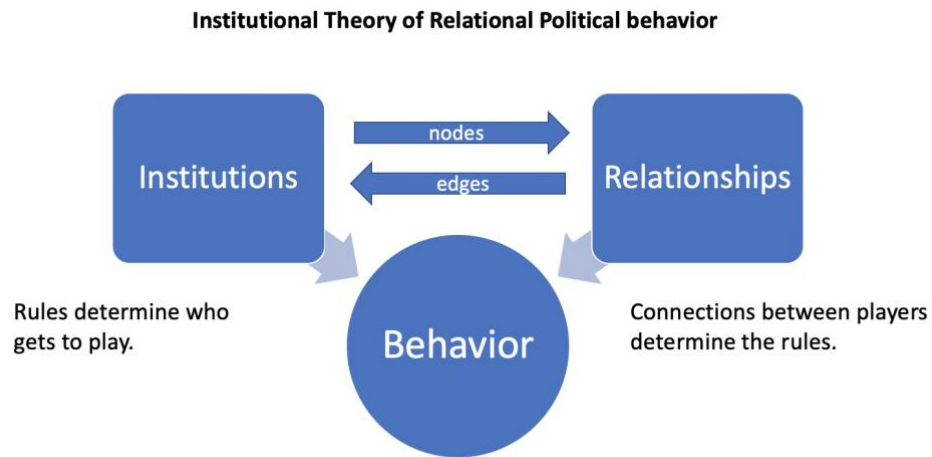 Institutional Theory of Relational Political behavior
nodes
Institutions
Relationships
edges
Behavior
Rules determine who
gets to play.
Connections between players
determine the rules.